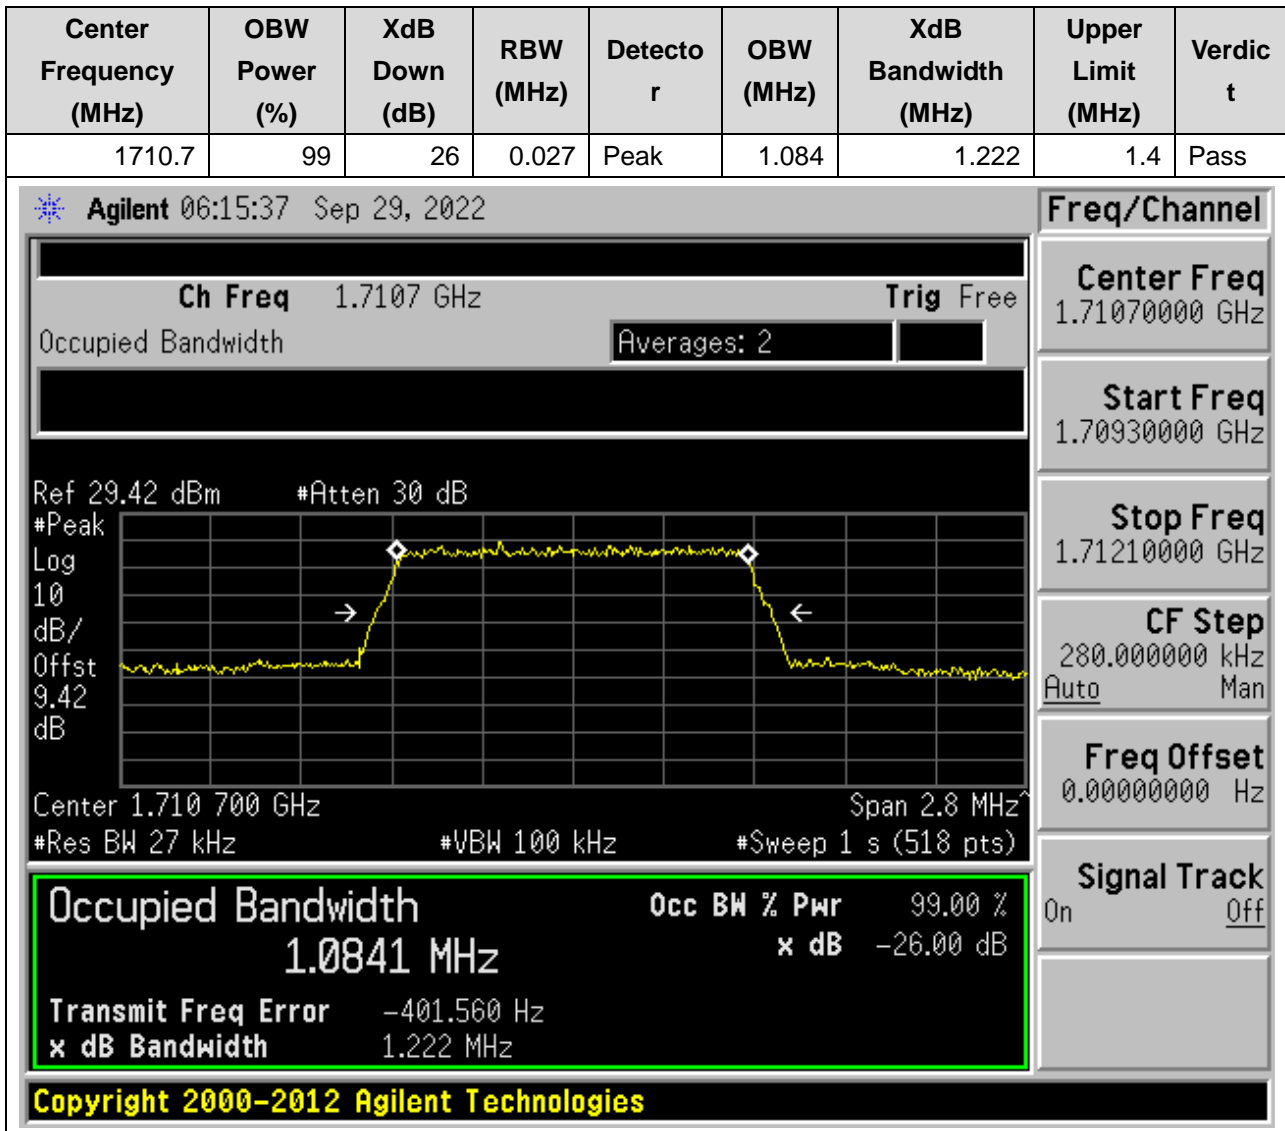 Center Frequency (MHz) OBW Power (%) XdB Down (dB) RBW (MHz) Detecto r OBW (MHz) XdB Bandwidth (MHz) Upper Limit (MHz) Verdic t
1710.7 99 26 0.027 Peak 1.084 1.222 1.4 Pass
Agilent 06:15:37 Sep 29, 2022
Freq/Channel
Ch Freq 1.7107 GHz Trig Free
Occupied Bandwidth Averages: 2
Center Freq
1.71070000 GHz
Start Freq
1.70930000 GHz
Stop Freq
1.71210000 GHz
CF Step
280.000000 kHz
Auto Man
Freq Offset
0.00000000 Hz
Signal Track
On Off
Ref 29.42 dBm #Atten 30 dB
#Peak
Log
10
dB/
Offst
9.42
dB
Center 1.710 700 GHz Span 2.8 MHz^
#Res BW 27 kHz #VBW 100 kHz #Sweep 1 s (518 pts)
Occupied Bandwidth Occ BW % Pwr 99.00 %
1.0841 MHz x dB -26.00 dB
Transmit Freq Error -401.560 Hz
x dB Bandwidth 1.222 MHz
Copyright 2000-2012 Agilent Technologies